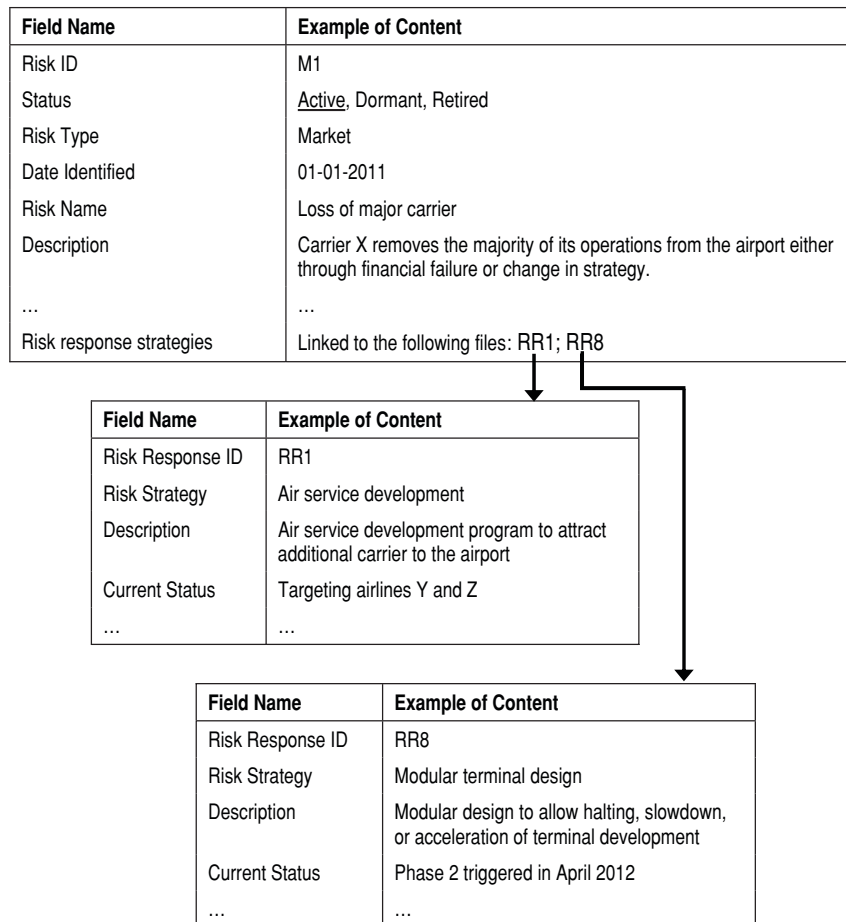 Field Name Example of Content
Risk ID M1
Status Active, Dormant, Retired
Risk Type Market
Date Identified 01-01-2011
Risk Name Loss of major carrier
Description Carrier X removes the majority of its operations from the airport either
through financial failure or change in strategy.
… …
Risk response strategies Linked to the following files: RR1; RR8
Field Name Example of Content
Risk Response ID RR1
Risk Strategy Air service development
Description Air service development program to attract
additional carrier to the airport
Current Status Targeting airlines Y and Z
… …
Field Name Example of Content
Risk Response ID RR8
Risk Strategy Modular terminal design
Description Modular design to allow halting, slowdown,
or acceleration of terminal development
Current Status Phase 2 triggered in April 2012
… …